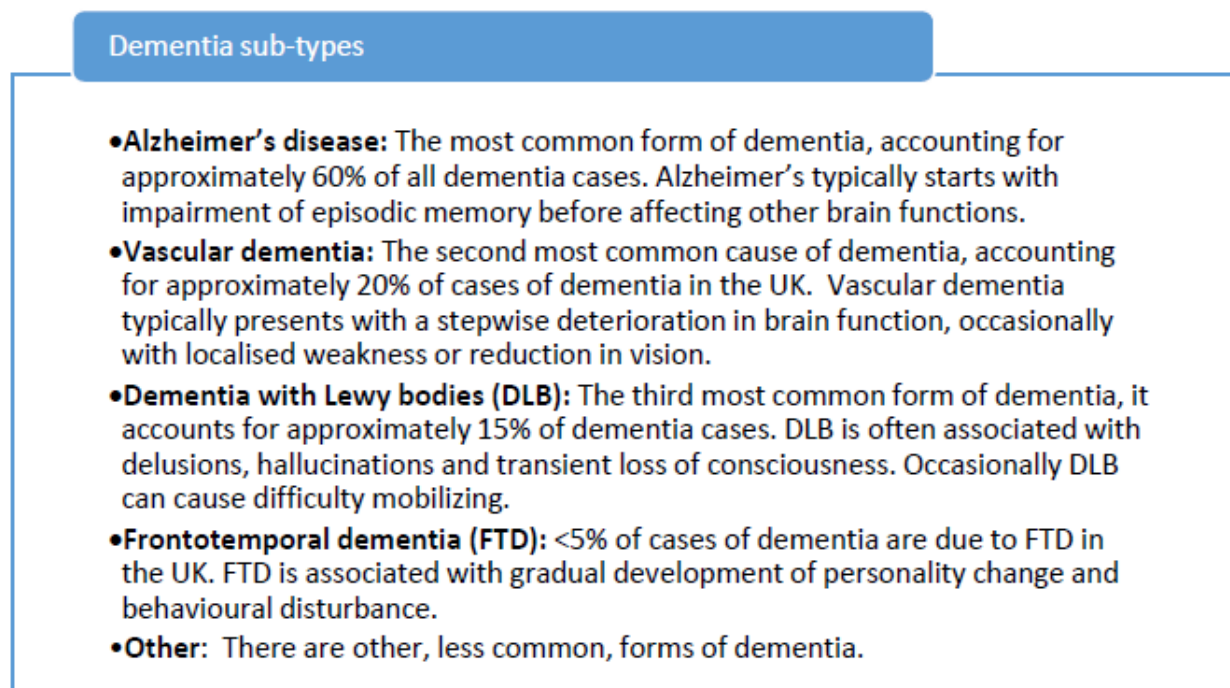 Dementia sub-types
•Alzheimer's disease: The most common form of dementia, accounting for
approximately 60% of all dementia cases. Alzheimer's typically starts with
impairment of episodic memory before affecting other brain functions.
•Vascular dementia: The second most common cause of dementia, accounting
for approximately 20% of cases of dementia in the UK.  Vascular dementia
typically presents with a stepwise deterioration in brain function, occasionally
with localised weakness or reduction in vision.
•Dementia with Lewy bodies (DLB): The third most common form of dementia, it
accounts for approximately 15% of dementia cases. DLB is often associated with
delusions, hallucinations and transient loss of consciousness. Occasionally DLB
can cause difficulty mobilizing.
•Frontotemporal dementia (FTD): <5% of cases of dementia are due to FTD in
the UK. FTD is associated with gradual development of personality change and
behavioural disturbance.
•Other:  There are other, less common, forms of dementia.